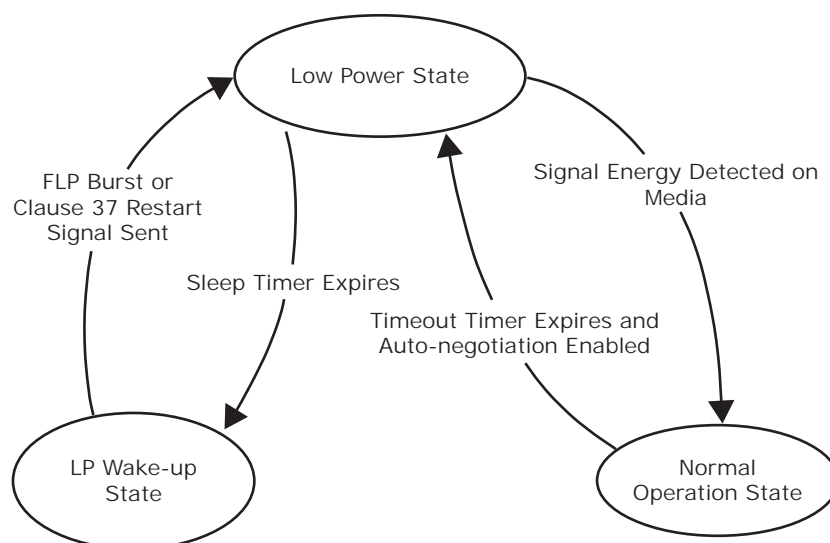 Low Power State
FLP Burst or
Clause 37 Restart
Signal Sent
Signal Energy Detected on
Media
Sleep Timer Expires
Timeout Timer Expires and
Auto-negotiation Enabled
LP Wake-up
State
Normal
Operation State